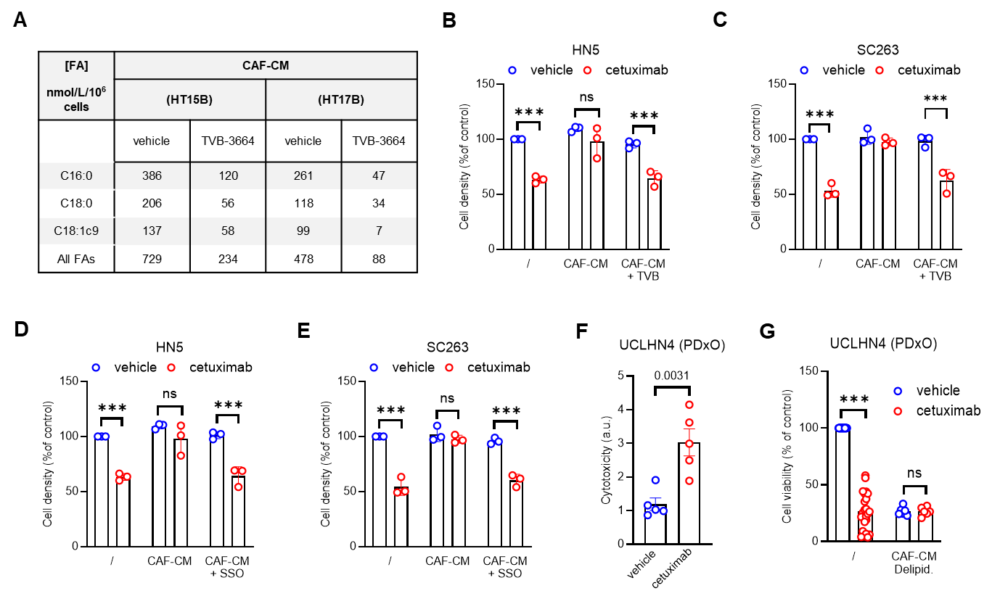 A
[FA]
nmol/L/10⁶
cells
CAF-CM
(HT15B)
(HT17B)
vehicle
TVB-3664
vehicle
TVB-3664
C16:0
386
120
261
47
C18:0
206
56
118
34
C18:1c9
137
58
99
7
All FAs
729
234
478
88
B
HN5
vehicle
cetuximab
Cell density (%of control)
150
100
50
0
***
ns
***
/
CAF-CM
CAF-CM
+ TVB
C
SC263
vehicle
cetuximab
Cell density (%of control)
150
100
50
0
***
***
/
CAF-CM
CAF-CM
+ TVB
D
HN5
vehicle
cetuximab
Cell density (%of control)
150
100
50
0
***
ns
***
/
CAF-CM
CAF-CM
+ SSO
E
SC263
vehicle
cetuximab
Cell density (%of control)
150
100
50
0
***
ns
***
/
CAF-CM
CAF-CM
+ SSO
F
UCLHN4 (PDxO)
0.0031
Cytotoxicity (a.u.)
5
4
3
2
1
0
vehicle
cetuximab
G
UCLHN4 (PDxO)
vehicle
cetuximab
Cell viability (% of control)
150
100
50
0
***
ns
/
CAF-CM
Delipid.